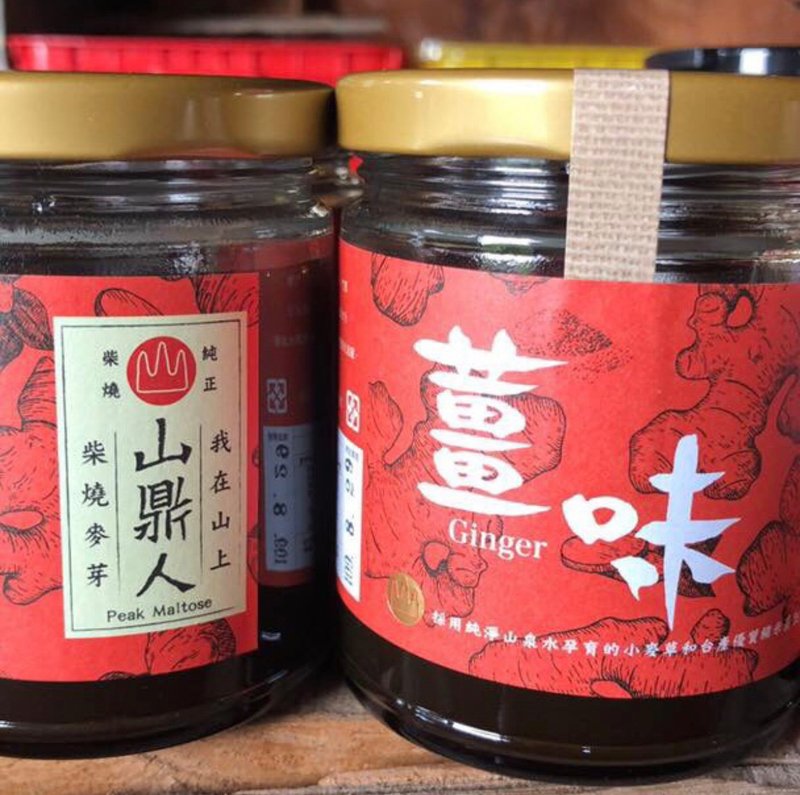 純正
柴燒
我在山上
山鼎人
柴燒麥芽
Peak Maltose
薑味
Ginger
採用純淨山泉水孕育的小麥草和台產優質糯米